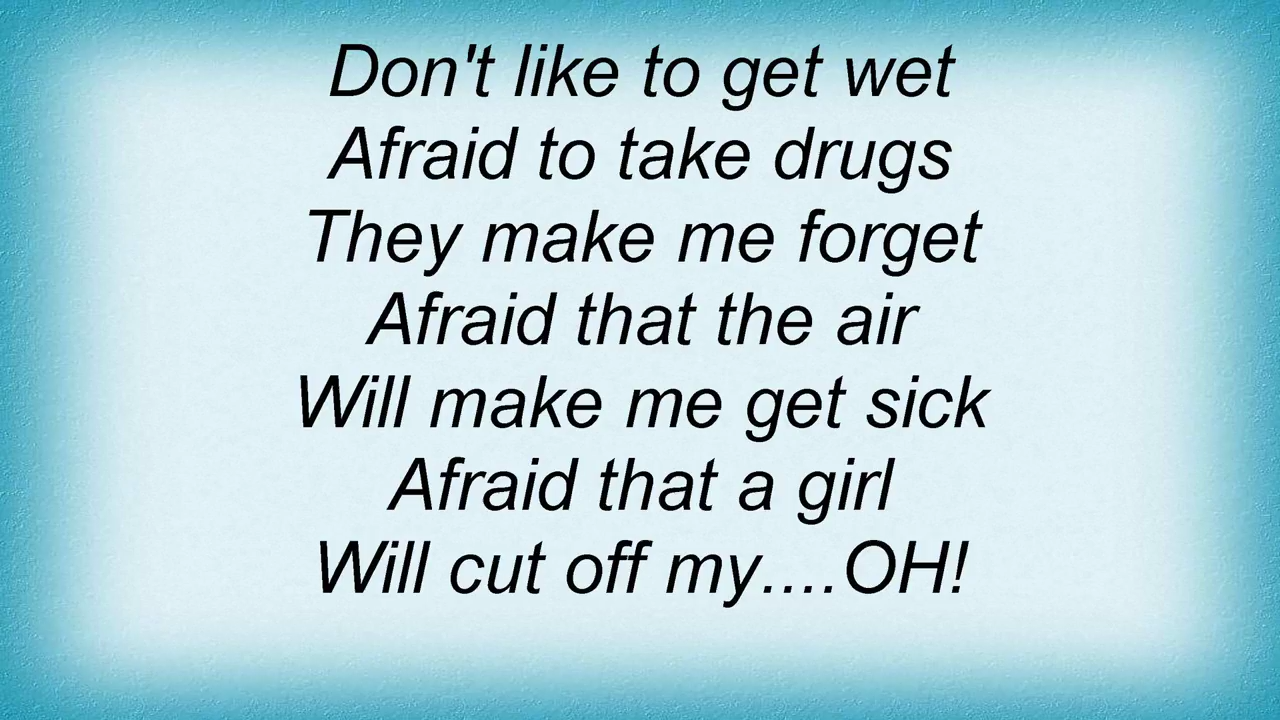 Don't like to get wet
Afraid to take drugs
They make me forget
Afraid that the air
Will make me get sick
Afraid that a girl
Will cut off my....OH!